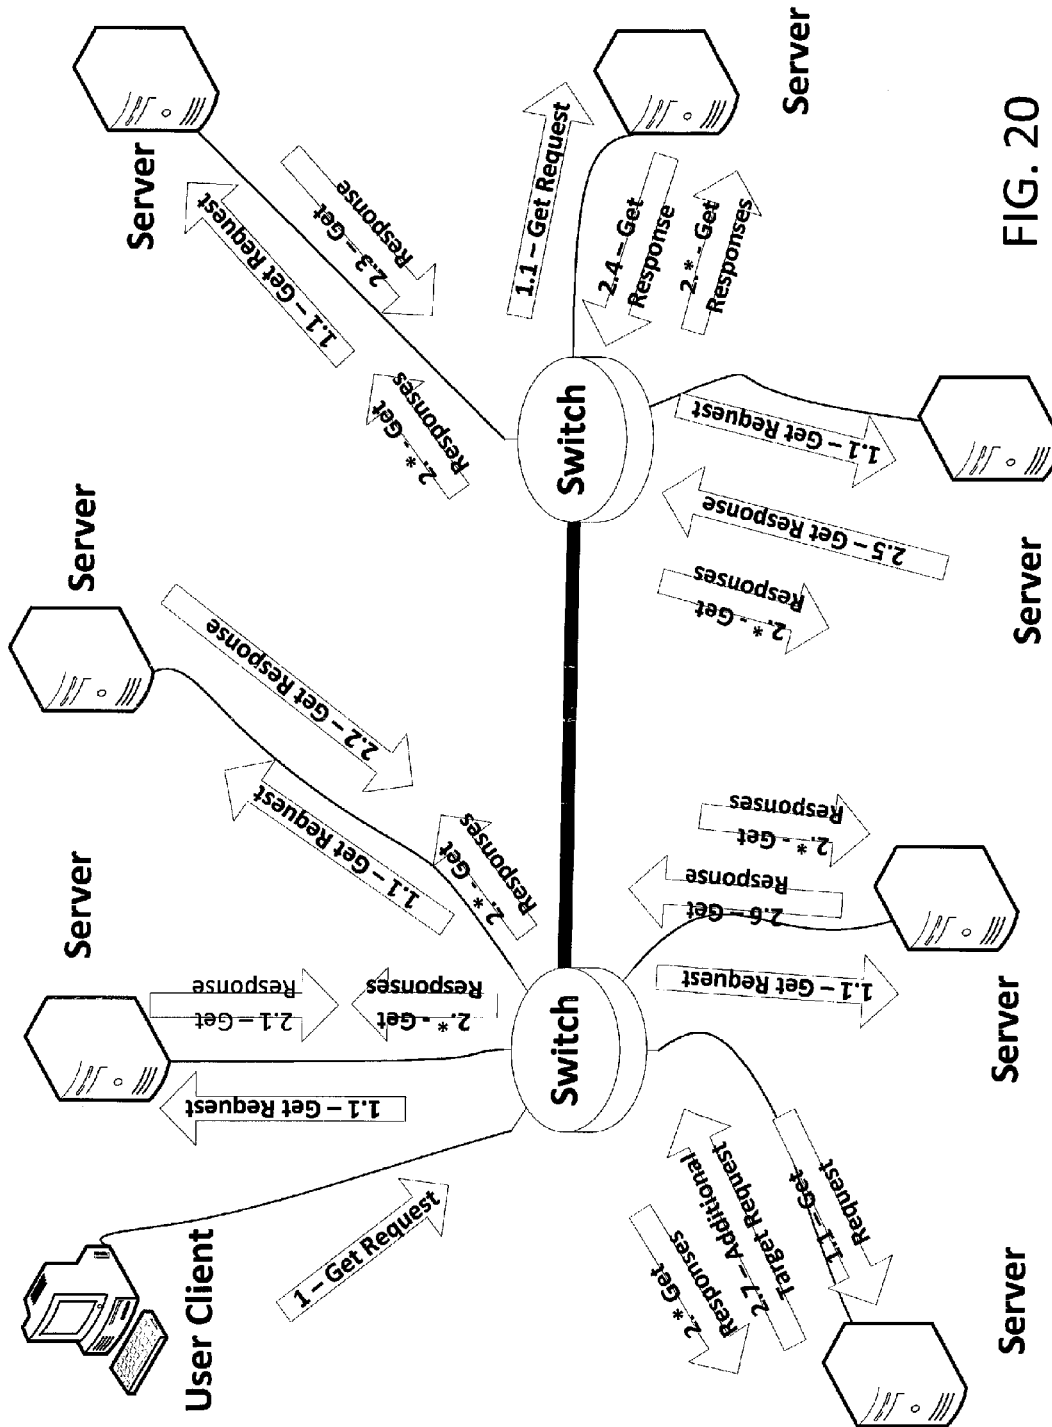 User Client
1 – Get Request
Server
1.1 – Get Request
2.1 – Get
Response
2.* - Get
Responses
Server
2.2 – Get Response
1.1 – Get Request
2.* - Get
Responses
Server
1.1 – Get Request
2.3 – Get
Response
2.* - Get
Responses
Switch
Switch
1.1 – Get Request
2.4 – Get
Response
2.* - Get
Responses
Server
2.* Get
Responses
2.7 – Additional
Target Request
1.1 – Get
Request
Server
1.1 – Get Request
2.6 – Get
Response
2.* - Get
Responses
Server
2.* - Get
Responses
2.5 – Get Response
1.1 – Get Request
Server
FIG. 20